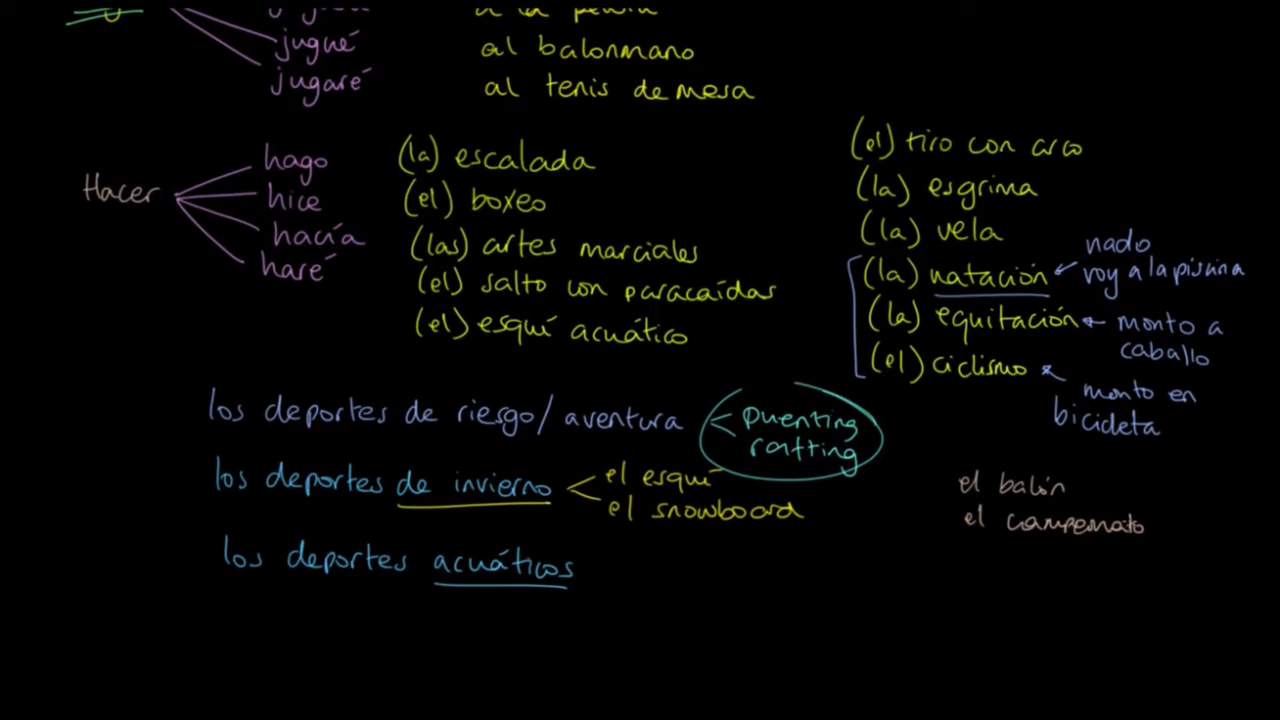 jugué
al balonmano
jugaré
al tenis de mesa
Hacer
hago
hice
hacía
haré
(la) escalada
(el) boxeo
(las) artes marciales
(el) salto con paracaídas
(el) esquí acuático
(el) tiro con arco
(la) esgrima
(la) vela
(la) natación
nado
voy a la piscina
(la) equitación
monto a
caballo
(el) ciclismo
monto en
bicicleta
los deportes de riesgo/aventura
puenting
raftting
los deportes de invierno
el esquí
el snowboard
los deportes acuáticos
el balón
el campeonato